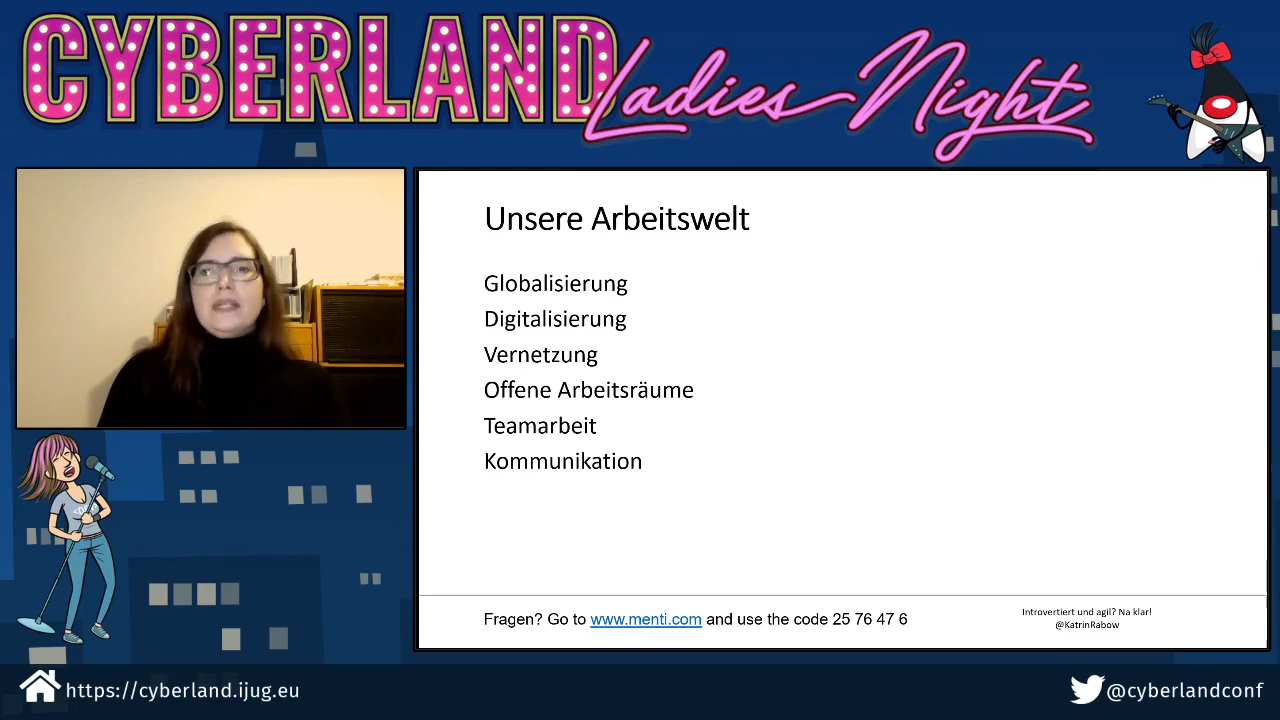 CYBERLAND Ladies Night
Unsere Arbeitswelt
Globalisierung
Digitalisierung
Vernetzung
Offene Arbeitsräume
Teamarbeit
Kommunikation
Fragen? Go to www.menti.com and use the code 25 76 47 6
Introvertiert und agil? Na klar!
@KatrinRabow
https://cyberland.ijug.eu
@cyberlandconf